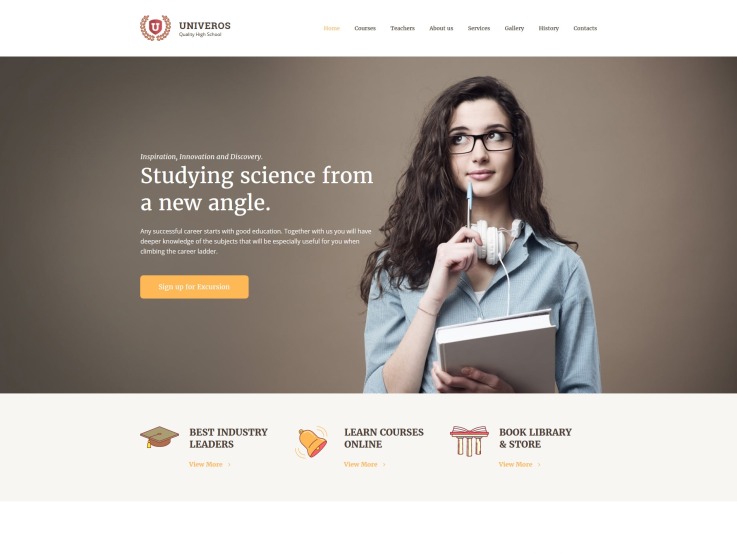 UNIVEROS
Quality High School
Home Courses Teachers About us Services Gallery History Contacts
Inspiration, Innovation and Discovery.
Studying science from
a new angle.
Any successful career starts with good education. Together with us you will have
deeper knowledge of the subjects that will be especially useful for you when
climbing the career ladder.
Sign up for Excursion
BEST INDUSTRY
LEADERS
View More
LEARN COURSES
ONLINE
View More
BOOK LIBRARY
& STORE
View More